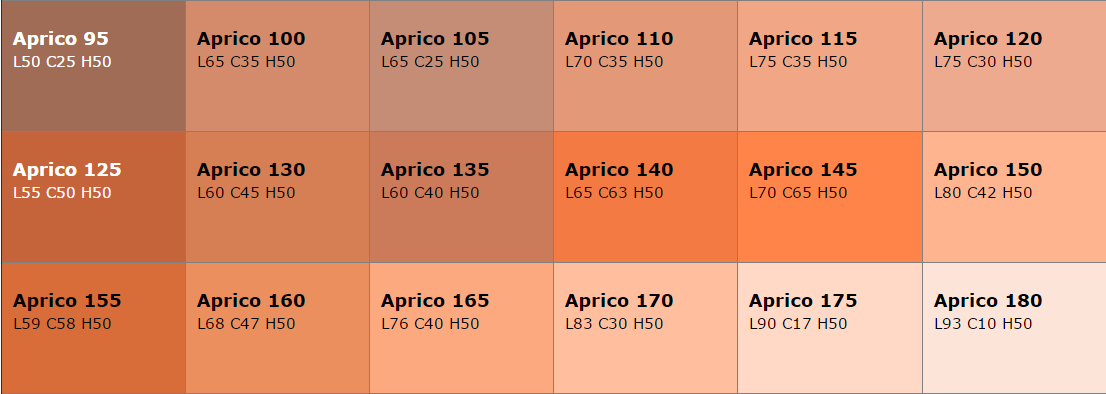 Aprico 95
L50 C25 H50
Aprico 100
L65 C35 H50
Aprico 105
L65 C25 H50
Aprico 110
L70 C35 H50
Aprico 115
L75 C35 H50
Aprico 120
L75 C30 H50
Aprico 125
L55 C50 H50
Aprico 130
L60 C45 H50
Aprico 135
L60 C40 H50
Aprico 140
L65 C63 H50
Aprico 145
L70 C65 H50
Aprico 150
L80 C42 H50
Aprico 155
L59 C58 H50
Aprico 160
L68 C47 H50
Aprico 165
L76 C40 H50
Aprico 170
L83 C30 H50
Aprico 175
L90 C17 H50
Aprico 180
L93 C10 H50